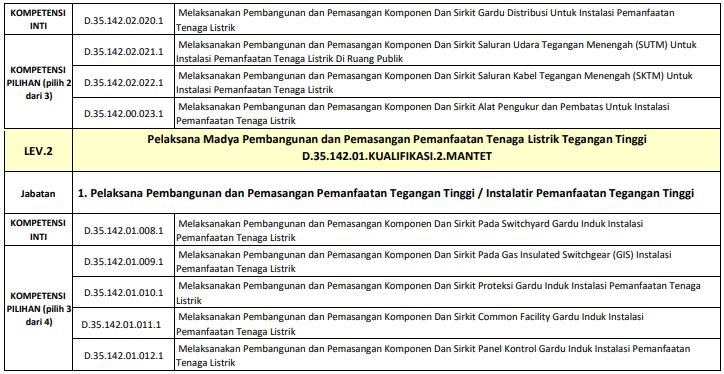 KOMPETENSI
INTI
D.35.142.02.020.1
Melaksanakan Pembangunan dan Pemasangan Komponen Dan Sirkit Gardu Distribusi Untuk Instalasi Pemanfaatan
Tenaga Listrik
KOMPETENSI
PILIHAN (pilih 2
dari 3)
D.35.142.02.021.1
Melaksanakan Pembangunan dan Pemasangan Komponen Dan Sirkit Saluran Udara Tegangan Menengah (SUTM) Untuk
Instalasi Pemanfaatan Tenaga Listrik Di Ruang Publik
D.35.142.02.022.1
Melaksanakan Pembangunan dan Pemasangan Komponen Dan Sirkit Saluran Kabel Tegangan Menengah (SKTM) Untuk
Instalasi Pemanfaatan Tenaga Listrik
D.35.142.00.023.1
Melaksanakan Pembangunan dan Pemasangan Komponen Dan Sirkit Alat Pengukur dan Pembatas Untuk Instalasi
Pemanfaatan Tenaga Listrik
LEV.2
Pelaksana Madya Pembangunan dan Pemasangan Pemanfaatan Tenaga Listrik Tegangan Tinggi
D.35.142.01.KUALIFIKASI.2.MANTET
Jabatan
1. Pelaksana Pembangunan dan Pemasangan Pemanfaatan Tegangan Tinggi / Instalatir Pemanfaatan Tegangan Tinggi
KOMPETENSI
INTI
D.35.142.01.008.1
Melaksanakan Pembangunan dan Pemasangan Komponen Dan Sirkit Pada Switchyard Gardu Induk Instalasi
Pemanfaatan Tenaga Listrik
KOMPETENSI
PILIHAN (pilih 3
dari 4)
D.35.142.01.009.1
Melaksanakan Pembangunan dan Pemasangan Komponen Dan Sirkit Pada Gas Insulated Switchgear (GIS) Instalasi
Pemanfaatan Tenaga Listrik
D.35.142.01.010.1
Melaksanakan Pembangunan dan Pemasangan Komponen Dan Sirkit Proteksi Gardu Induk Instalasi Pemanfaatan Tenaga
Listrik
D.35.142.01.011.1
Melaksanakan Pembangunan dan Pemasangan Komponen Dan Sirkit Common Facility Gardu Induk Instalasi
Pemanfaatan Tenaga Listrik
D.35.142.01.012.1
Melaksanakan Pembangunan dan Pemasangan Komponen Dan Sirkit Panel Kontrol Gardu Induk Instalasi Pemanfaatan
Tenaga Listrik